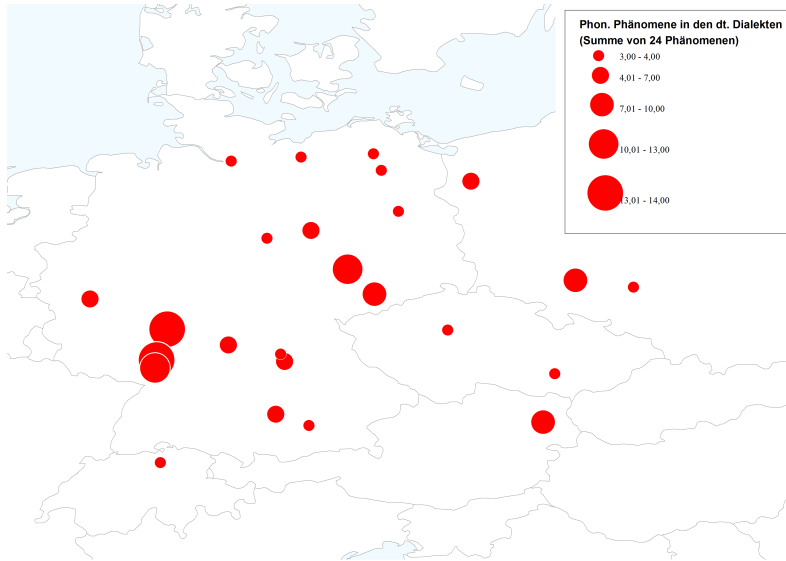 Phon. Phänomene in den dt. Dialekten
(Summe von 24 Phänomenen)
3,00 - 4,00
4,01 - 7,00
7,01 - 10,00
10,01 - 13,00
13,01 - 14,00